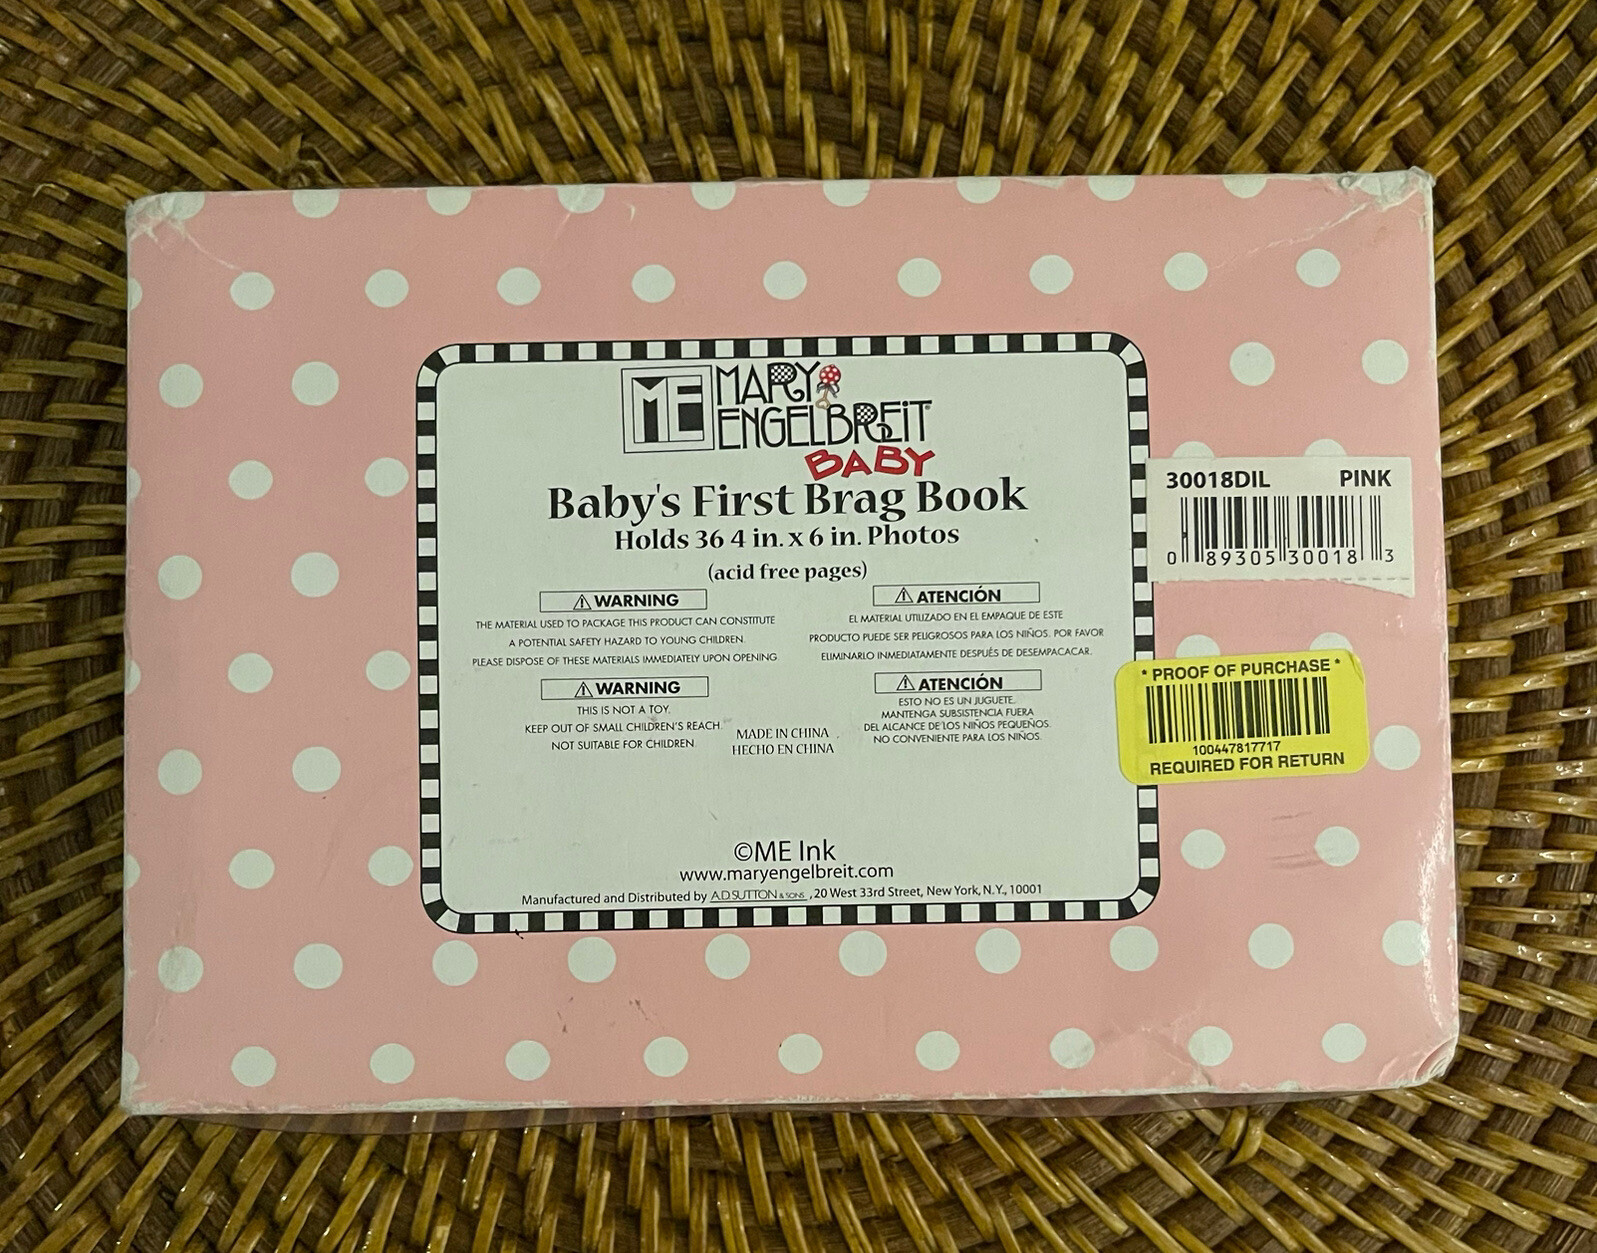 ME MARY
ENGELBREIT
BABY
Baby's First Brag Book
Holds 36 4 in. x 6 in. Photos
(acid free pages)
⚠ WARNING
THE MATERIAL USED TO PACKAGE THIS PRODUCT CAN CONSTITUTE
A POTENTIAL SAFETY HAZARD TO YOUNG CHILDREN.
PLEASE DISPOSE OF THESE MATERIALS IMMEDIATELY UPON OPENING
⚠ ATENCIÓN
EL MATERIAL UTILIZADO EN EL EMPAQUE DE ESTE
PRODUCTO PUEDE SER PELIGROSOS PARA LOS NIÑOS. POR FAVOR
ELIMINARLO INMEDIATAMENTE DESPUÉS DE DESEMPACACAR.
⚠ WARNING
THIS IS NOT A TOY.
KEEP OUT OF SMALL CHILDREN'S REACH.
NOT SUITABLE FOR CHILDREN.
MADE IN CHINA
HECHO EN CHINA
⚠ ATENCIÓN
ESTO NO ES UN JUGUETE.
MANTENGA SUBSISTENCIA FUERA
DEL ALCANCE DE LOS NIÑOS PEQUEÑOS.
NO CONVENIENTE PARA LOS NIÑOS.
©ME Ink
www.maryengelbreit.com
Manufactured and Distributed by A.D. SUTTON & SONS, 20 West 33rd Street, New York, N.Y., 10001
30018DIL PINK
0 89305 30018 3
* PROOF OF PURCHASE *
100447817717
REQUIRED FOR RETURN